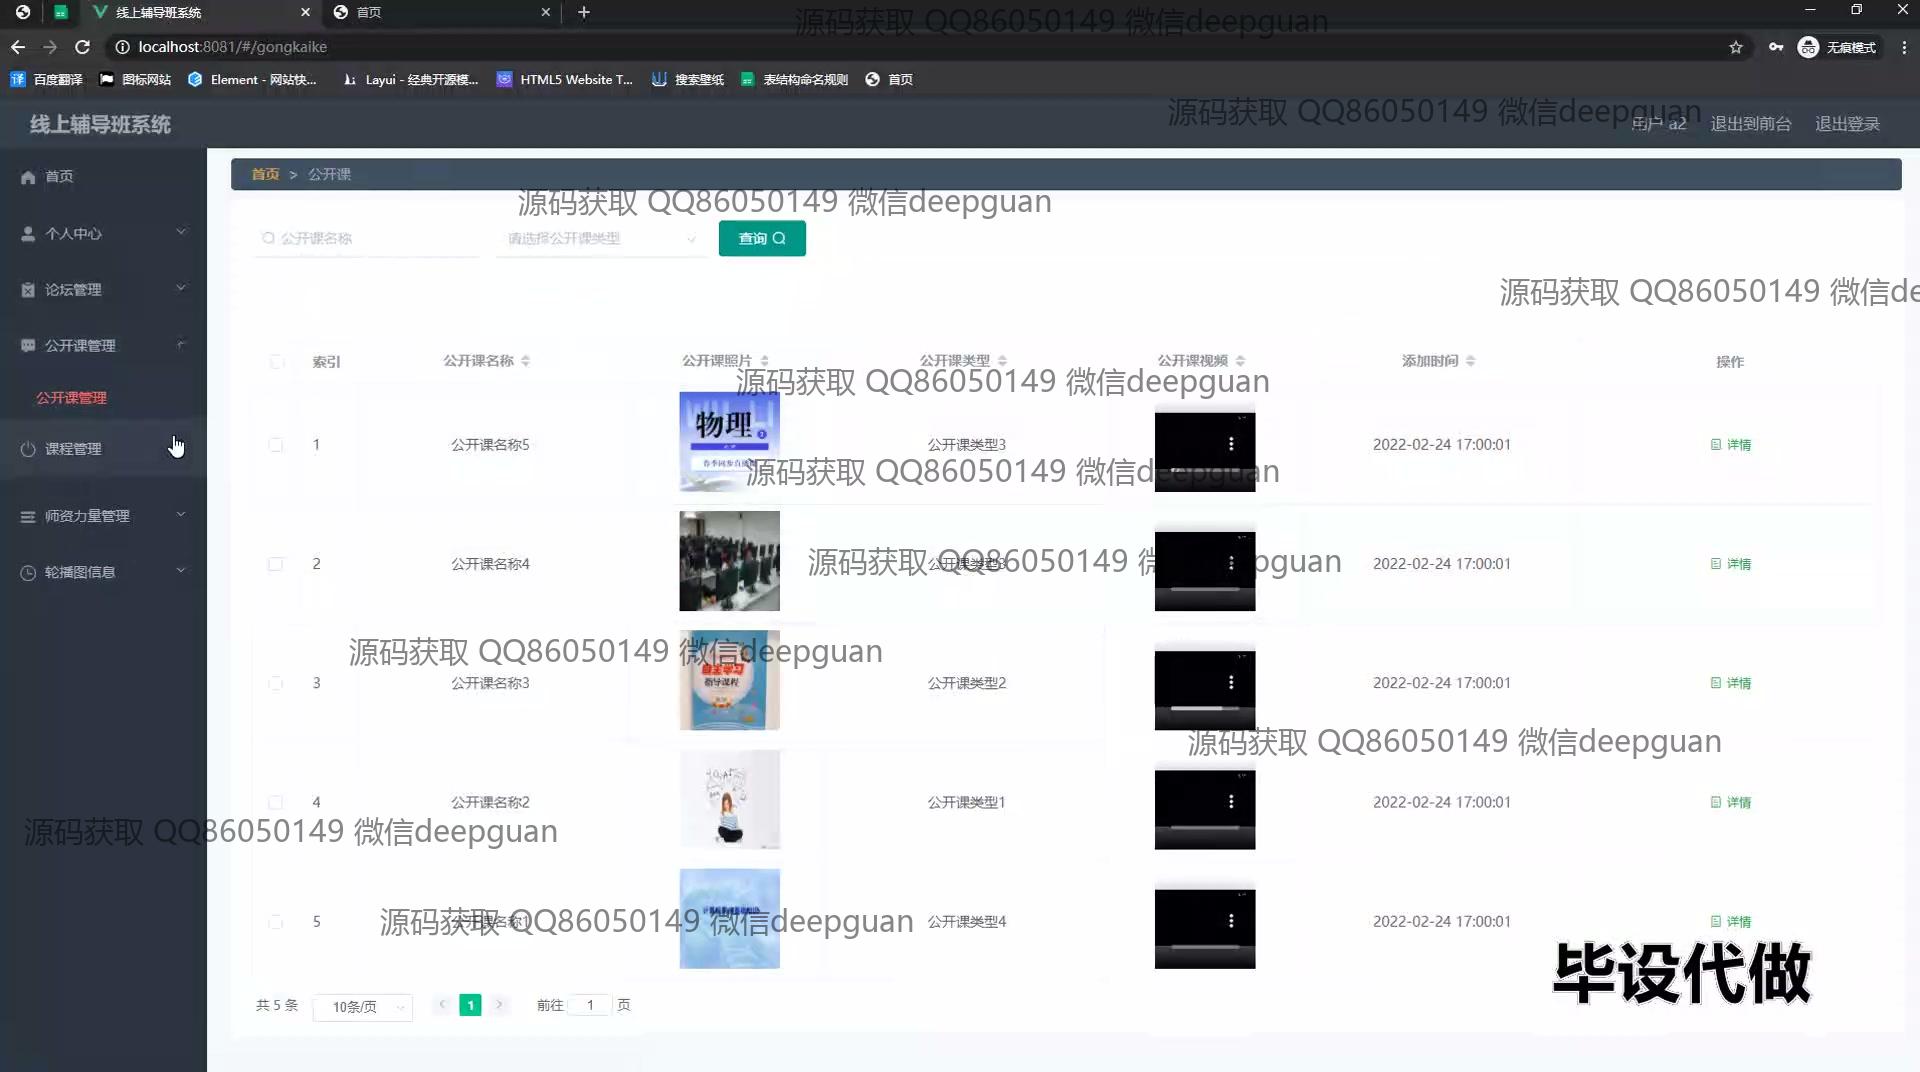 线上辅导班系统
首页
localhost:8081/#/gongkaike
无痕模式
百度翻译
图标网站
Element - 网站快...
Layui - 经典开源模...
HTML5 Website T...
搜索壁纸
表结构命名规则
首页
源码获取 QQ86050149 微信deepguan
线上辅导班系统
源码获取 QQ86050149 微信deepguan
用户 a2
退出到前台
退出登录
首页
个人中心
论坛管理
公开课管理
公开课管理
课程管理
师资力量管理
轮播图信息
首页 > 公开课
源码获取 QQ86050149 微信deepguan
公开课名称
请选择公开课类型
查询
源码获取 QQ86050149 微信de
索引 公开课名称 公开课照片 公开课类型 公开课视频 添加时间 操作
源码获取 QQ86050149 微信deepguan
物理
1 公开课名称5 公开课类型3 2022-02-24 17:00:01 详情
源码获取 QQ86050149 微信deepguan
2 公开课名称4 公开课类型3 2022-02-24 17:00:01 详情
源码获取 QQ86050149 微信deepguan
源码获取 QQ86050149 微信deepguan
自主学习
指导课程
3 公开课名称3 公开课类型2 2022-02-24 17:00:01 详情
源码获取 QQ86050149 微信deepguan
4 公开课名称2 公开课类型1 2022-02-24 17:00:01 详情
源码获取 QQ86050149 微信deepguan
5 公开课名称1 公开课类型4 2022-02-24 17:00:01 详情
源码获取 QQ86050149 微信deepguan
毕设代做
共 5 条 10条/页 1 前往 1 页